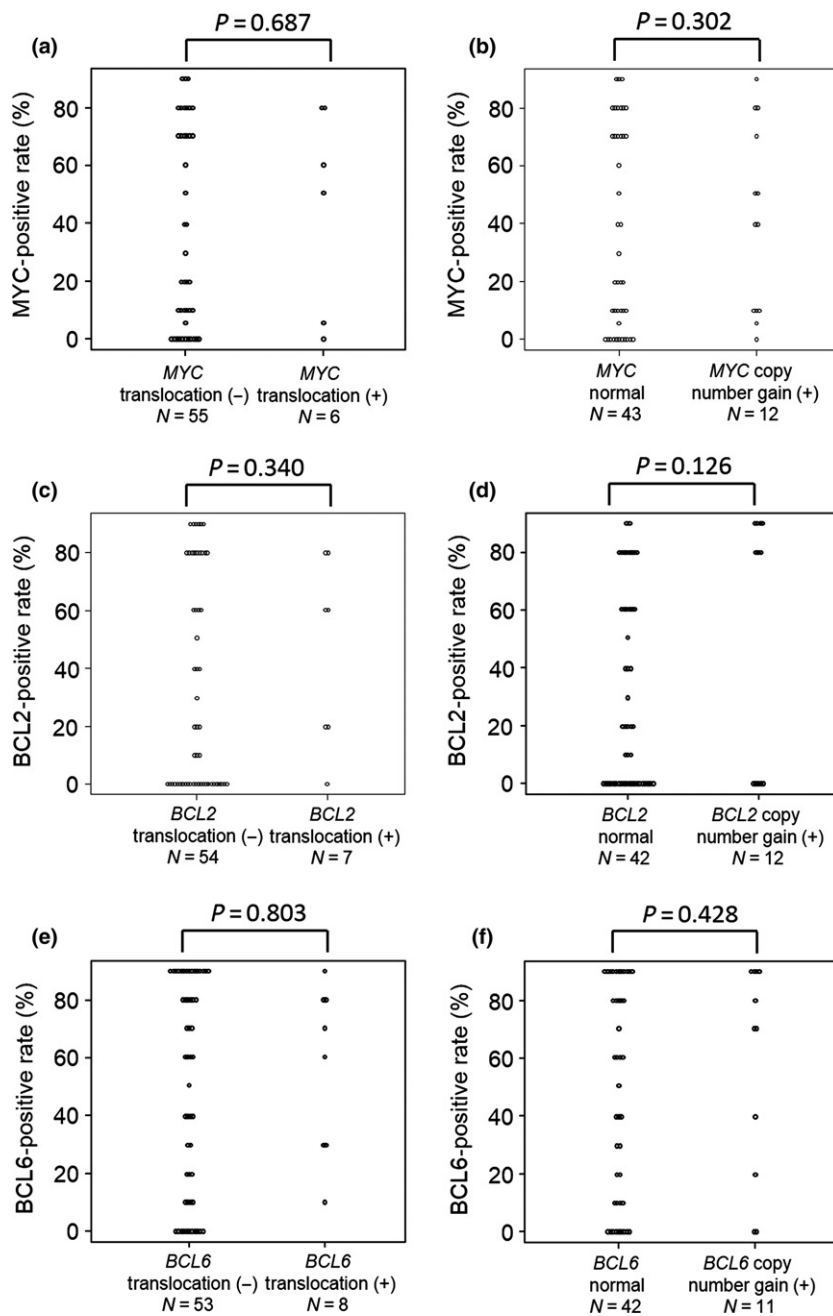 P = 0.687
(a)
MYC-positive rate (%)
80
60
40
20
0
MYC
translocation (–)
N = 55
MYC
translocation (+)
N = 6
P = 0.302
(b)
MYC-positive rate (%)
80
60
40
20
0
MYC
normal
N = 43
MYC copy
number gain (+)
N = 12
P = 0.340
(c)
BCL2-positive rate (%)
80
60
40
20
0
BCL2
translocation (–)
N = 54
BCL2
translocation (+)
N = 7
P = 0.126
(d)
BCL2-positive rate (%)
80
60
40
20
0
BCL2
normal
N = 42
BCL2 copy
number gain (+)
N = 12
P = 0.803
(e)
BCL6-positive rate (%)
80
60
40
20
0
BCL6
translocation (–)
N = 53
BCL6
translocation (+)
N = 8
P = 0.428
(f)
BCL6-positive rate (%)
80
60
40
20
0
BCL6
normal
N = 42
BCL6 copy
number gain (+)
N = 11